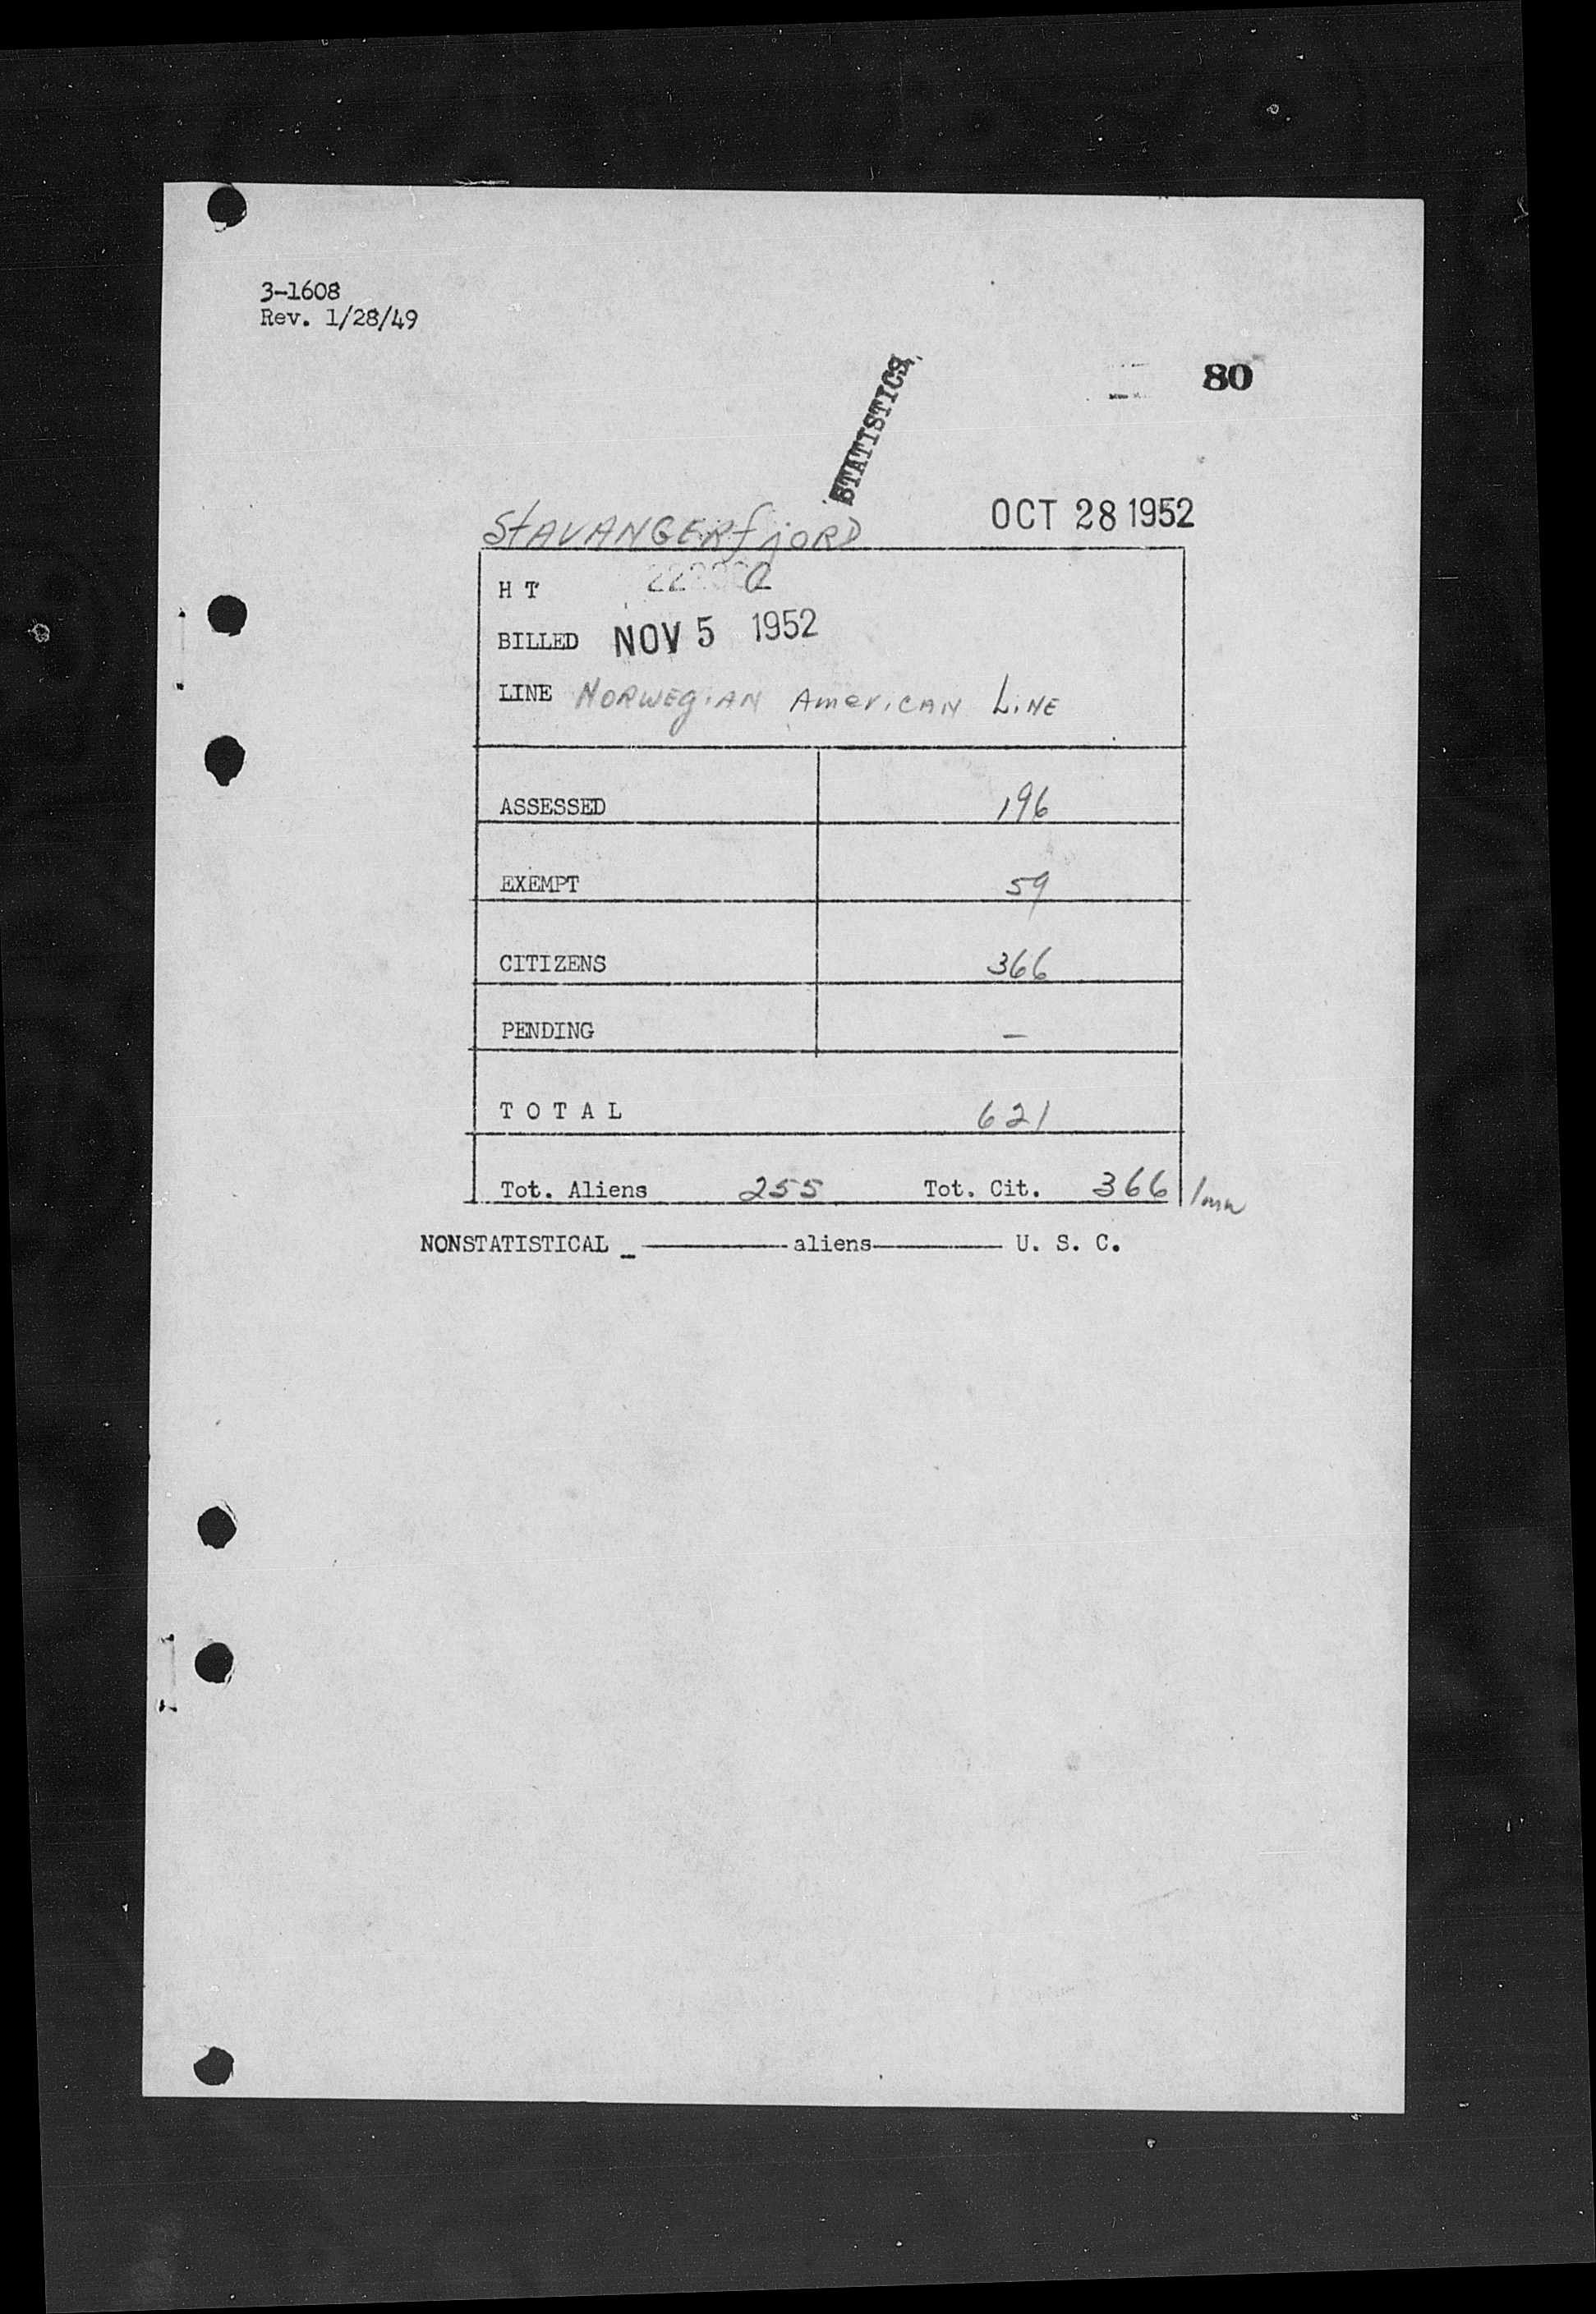 3-1608
Rev. 1/28/49
80
STATISTICS
StAVANGERfjORD
OCT 28 1952
H T
BILLED NOV 5 1952
LINE NORWEgiAN AmeriCAN LiNE
ASSESSED 196
EXEMPT 59
CITIZENS 366
PENDING —
T O T A L 621
Tot. Aliens 255 Tot. Cit. 366
NONSTATISTICAL _ ————— aliens ————— U. S. C.